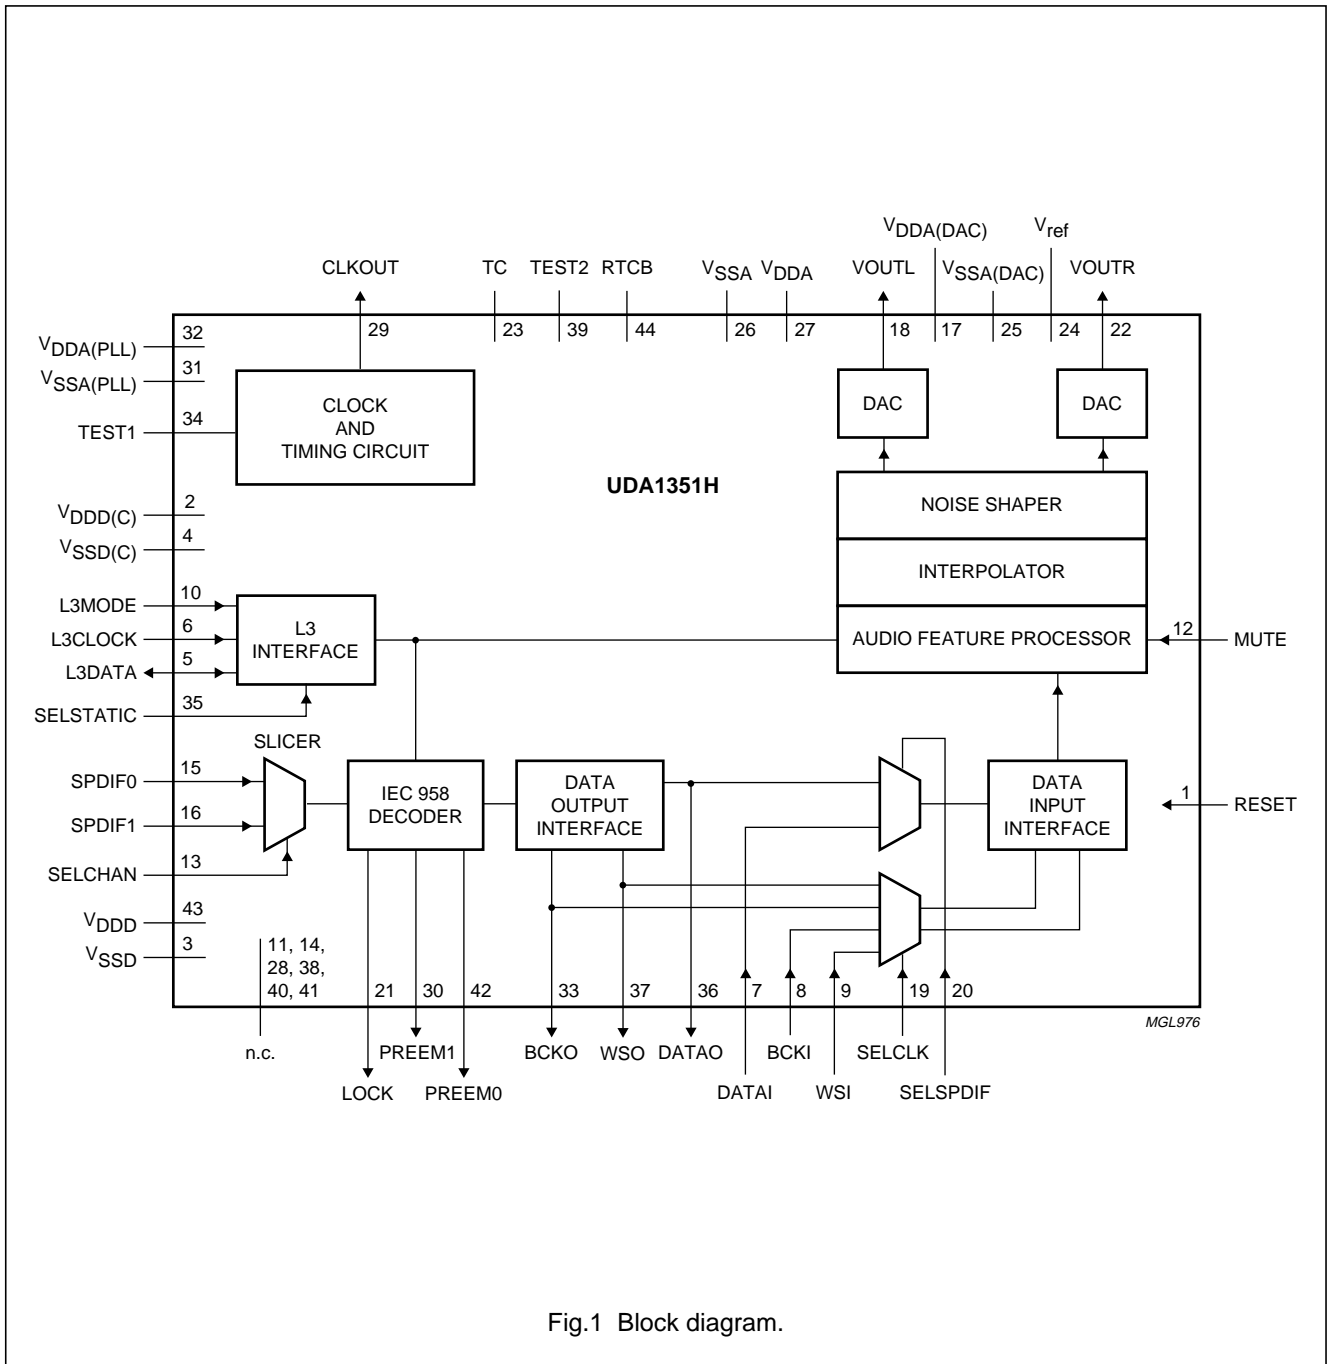 VDDA(DAC) Vref
CLKOUT TC TEST2 RTCB VSSA VDDA VOUTL VSSA(DAC) VOUTR
29 23 39 44 26 27 18 17 25 24 22
VDDA(PLL) 32
VSSA(PLL) 31
TEST1 34
CLOCK
AND
TIMING CIRCUIT
DAC DAC
UDA1351H
NOISE SHAPER
VDDD(C) 2
VSSD(C) 4
INTERPOLATOR
L3MODE 10
L3CLOCK 6
L3DATA 5
L3
INTERFACE
AUDIO FEATURE PROCESSOR
12 MUTE
SELSTATIC 35
SLICER
SPDIF0 15
SPDIF1 16
SELCHAN 13
IEC 958
DECODER
DATA
OUTPUT
INTERFACE
DATA
INPUT
INTERFACE
1 RESET
VDDD 43
VSSD 3
11, 14,
28, 38,
40, 41
21 30 42 33 37 36 7 8 9 19 20
MGL976
n.c. PREEM1 BCKO WSO DATAO BCKI SELCLK
LOCK PREEM0 DATAI WSI SELSPDIF
Fig.1 Block diagram.